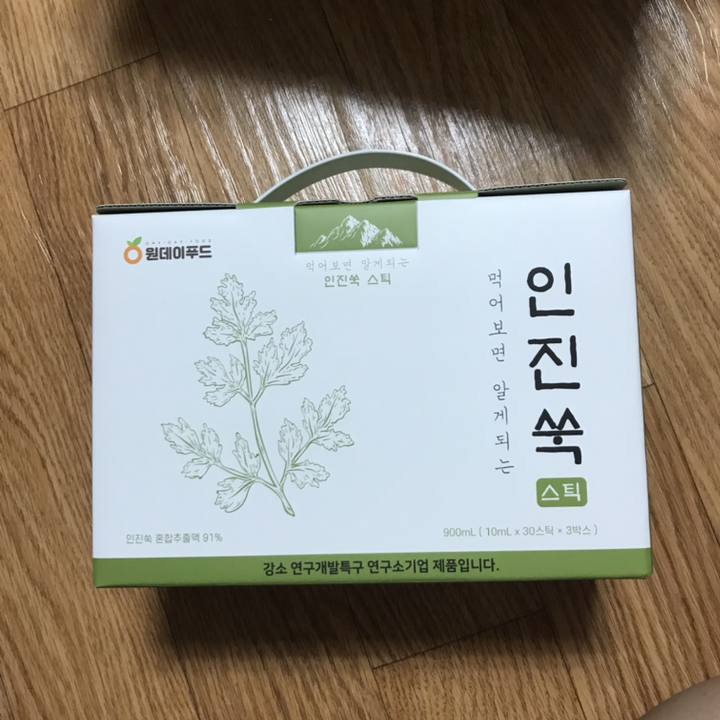 ONE·DAY·FOOD
원데이푸드
먹어보면 알게되는
인진쑥 스틱
먹어보면 알게되는
인진쑥
스틱
인진쑥 혼합추출액 91%
900mL ( 10mL x 30스틱 × 3박스 )
강소 연구개발특구 연구소기업 제품입니다.